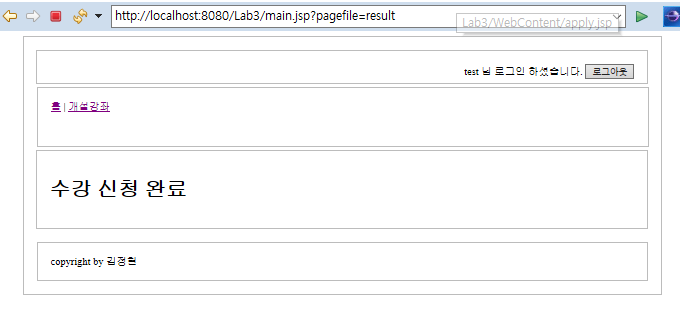 http://localhost:8080/Lab3/main.jsp?pagefile=result
Lab3/WebContent/apply.jsp
test 님 로그인 하셨습니다. 로그아웃
홈 | 개설강좌
수강 신청 완료
copyright by 김정현